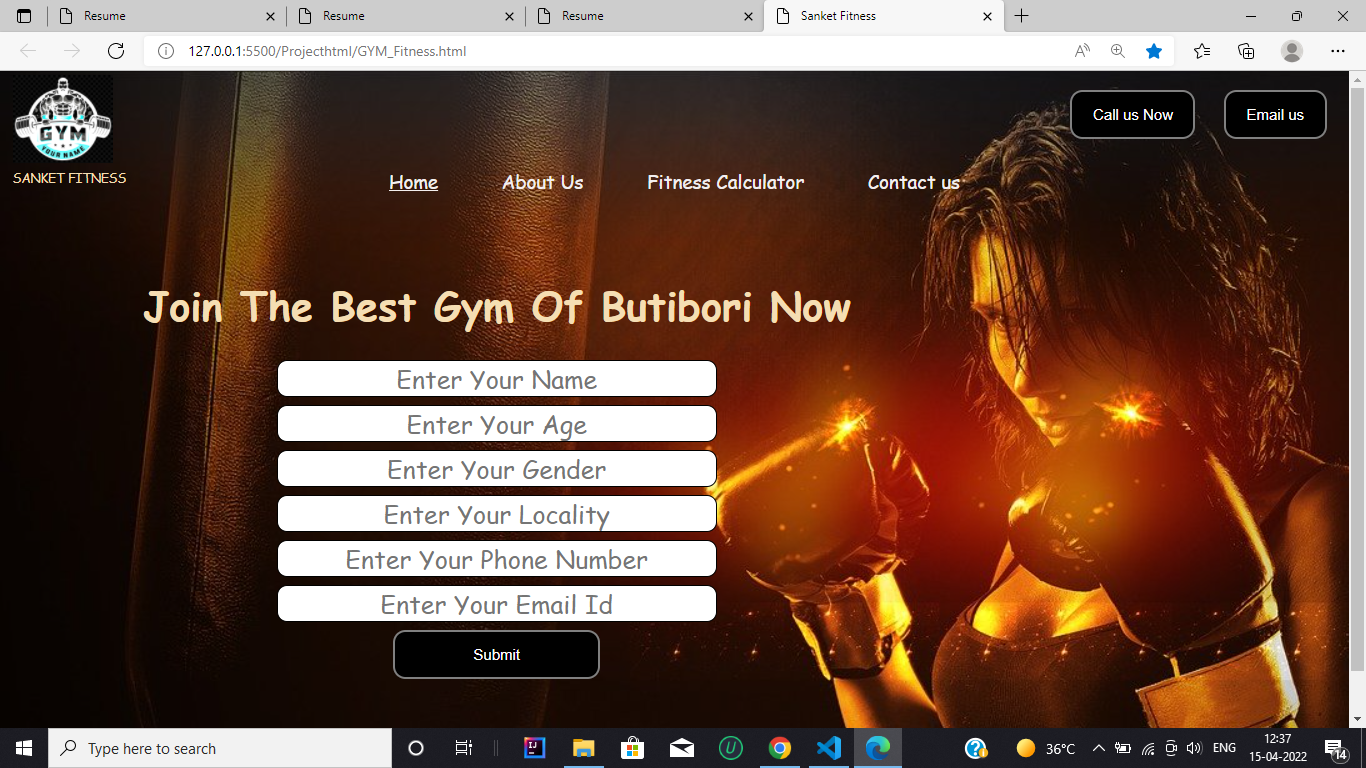 Resume
Resume
Resume
Sanket Fitness
127.0.0.1:5500/Projecthtml/GYM_Fitness.html
GYM
YOUR NAME
SANKET FITNESS
Call us Now
Email us
Home
About Us
Fitness Calculator
Contact us
Join The Best Gym Of Butibori Now
Enter Your Name
Enter Your Age
Enter Your Gender
Enter Your Locality
Enter Your Phone Number
Enter Your Email Id
Submit
Type here to search
IJ
U
36°C
ENG
12:37
15-04-2022
14